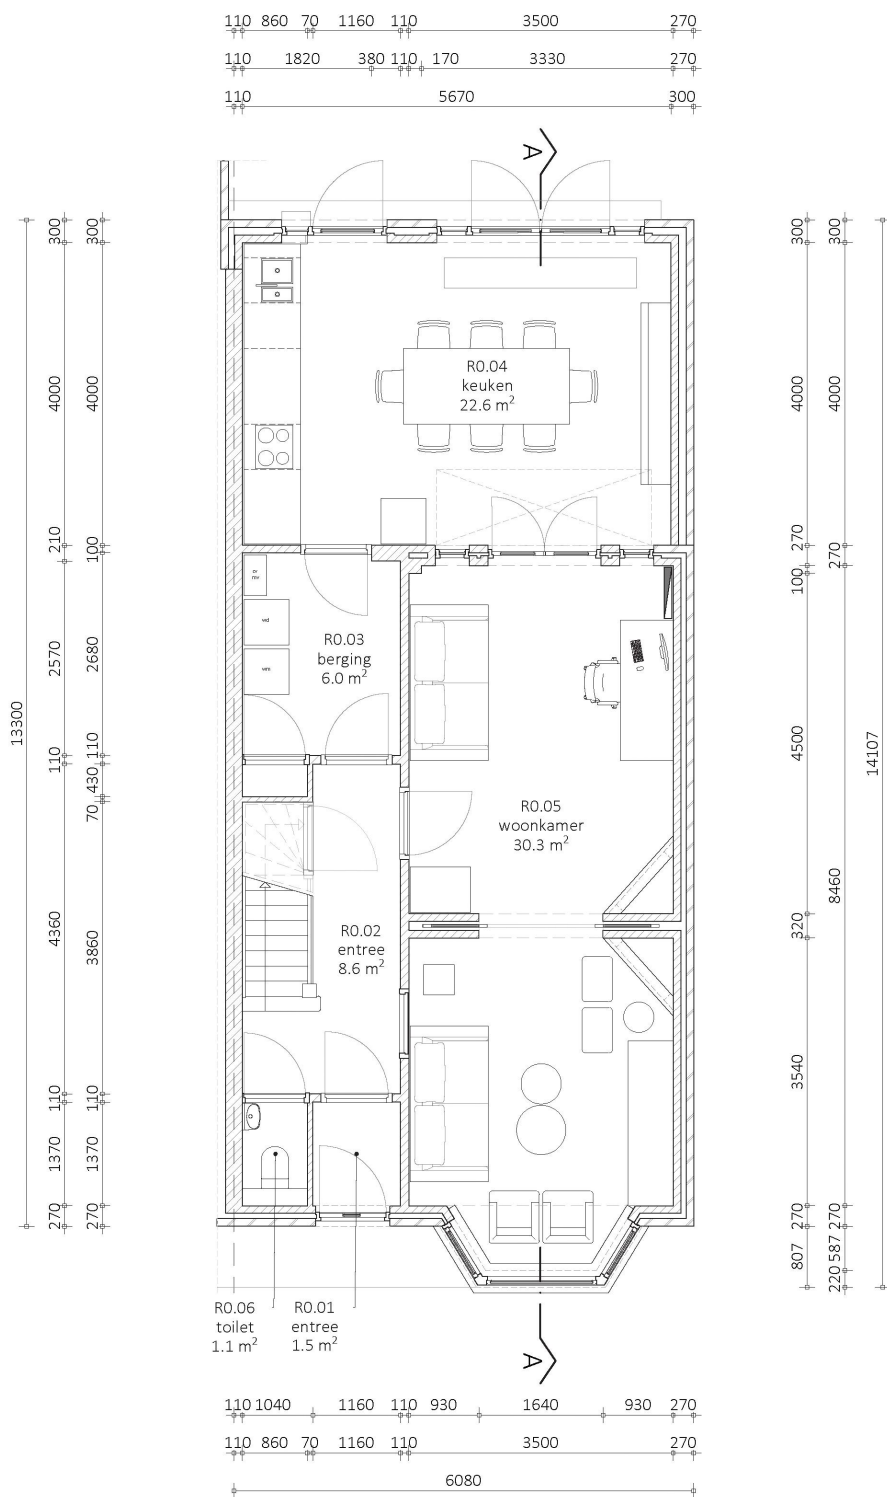 110 860 70 1160 110 3500 270
110 1820 380 110 170 3330 270
110 5670 300
A
300 300 300 300
4000 4000 4000 4000
R0.04
keuken
22.6 m²
210 100 270 270
100
wd
wm
R0.03
berging
6.0 m²
2570 2680
13300
110 110
430
70
4500
14107
R0.05
woonkamer
30.3 m²
8460
4360 3860
R0.02
entree
8.6 m²
320
3540
110 110
1370 1370
270 270 270 270
807 587
220
R0.06
toilet
1.1 m²
R0.01
entree
1.5 m²
A
110 1040 1160 110 930 1640 930 270
110 860 70 1160 110 3500 270
6080